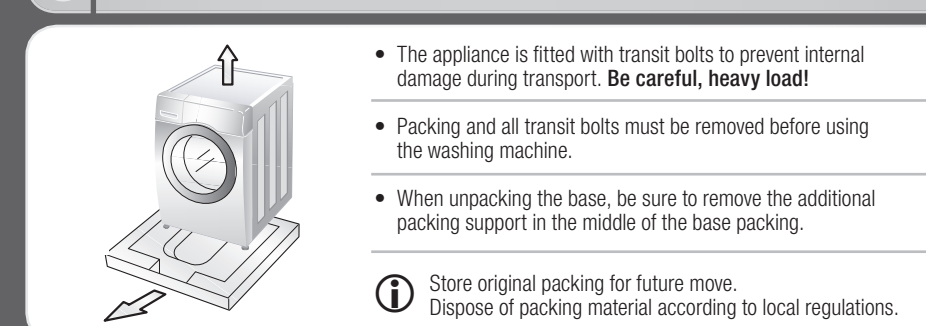 • The appliance is fitted with transit bolts to prevent internal
damage during transport. Be careful, heavy load!
• Packing and all transit bolts must be removed before using
the washing machine.
• When unpacking the base, be sure to remove the additional
packing support in the middle of the base packing.
Store original packing for future move.
Dispose of packing material according to local regulations.